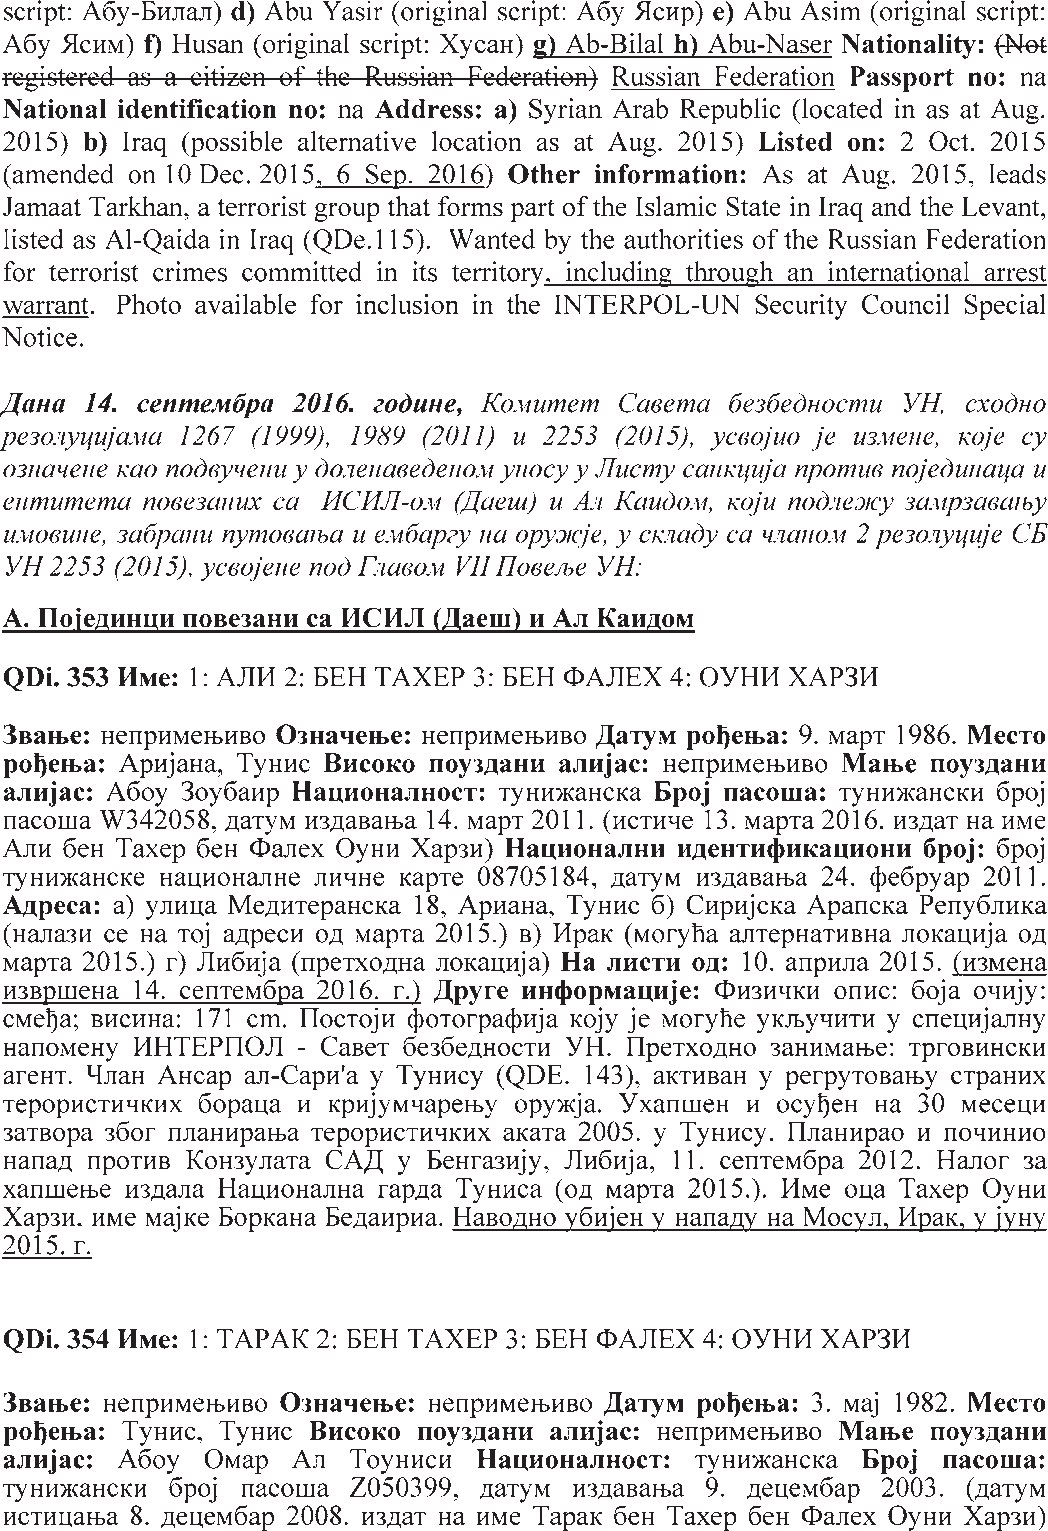 script: Абу-Билал) d) Abu Yasir (original script: Абу Ясир) e) Abu Asim (original script:
Абу Ясим) f) Husan (original script: Хусан) g) Ab-Bilal h) Abu-Naser Nationality: (Not
registered as a citizen of the Russian Federation) Russian Federation Passport no: na
National identification no: na Address: a) Syrian Arab Republic (located in as at Aug.
2015) b) Iraq (possible alternative location as at Aug. 2015) Listed on: 2 Oct. 2015
(amended on 10 Dec. 2015, 6 Sep. 2016) Other information: As at Aug. 2015, leads
Jamaat Tarkhan, a terrorist group that forms part of the Islamic State in Iraq and the Levant,
listed as Al-Qaida in Iraq (QDe.115). Wanted by the authorities of the Russian Federation
for terrorist crimes committed in its territory, including through an international arrest
warrant. Photo available for inclusion in the INTERPOL-UN Security Council Special
Notice.
Дана 14. септембра 2016. године, Комитет Савета безбедности УН, сходно
резолуцијама 1267 (1999), 1989 (2011) и 2253 (2015), усвојио је измене, које су
означене као подвучени у доленаведеном уносу у Листу санкција против појединаца и
ентитета повезаних са ИСИЛ-ом (Даеш) и Ал Каидом, који подлежу замрзавању
имовине, забрани путовања и ембаргу на оружје, у складу са чланом 2 резолуције СБ
УН 2253 (2015), усвојене под Главом VII Повеље УН:
А. Појединци повезани са ИСИЛ (Даеш) и Ал Каидом
QDi. 353 Име: 1: АЛИ 2: БЕН ТАХЕР 3: БЕН ФАЛЕХ 4: ОУНИ ХАРЗИ
Звање: непримењиво Означење: непримењиво Датум рођења: 9. март 1986. Место
рођења: Аријана, Тунис Високо поуздани алијас: непримењиво Мање поуздани
алијас: Абоу Зоубаир Националност: тунижанска Број пасоша: тунижански број
пасоша W342058, датум издавања 14. март 2011. (истиче 13. марта 2016. издат на име
Али бен Тахер бен Фалех Оуни Харзи) Национални идентификациони број: број
тунижанске националне личне карте 08705184, датум издавања 24. фебруар 2011.
Адреса: а) улица Медитеранска 18, Ариана, Тунис б) Сиријска Арапска Република
(налази се на тој адреси од марта 2015.) в) Ирак (могућа алтернативна локација од
марта 2015.) г) Либија (претходна локација) На листи од: 10. априла 2015. (измена
извршена 14. септембра 2016. г.) Друге информације: Физички опис: боја очију:
смеђа; висина: 171 cm. Постоји фотографија коју је могуће укључити у специјалну
напомену ИНТЕРПОЛ - Савет безбедности УН. Претходно занимање: трговински
агент. Члан Ансар ал-Сари'а у Тунису (QDE. 143), активан у регрутовању страних
терористичких бораца и кријумчарењу оружја. Ухапшен и осуђен на 30 месеци
затвора због планирања терористичких аката 2005. у Тунису. Планирао и починио
напад против Конзулата САД у Бенгазију, Либија, 11. септембра 2012. Налог за
хапшење издала Национална гарда Туниса (од марта 2015.). Име оца Тахер Оуни
Харзи. име мајке Боркана Бедаириа. Наводно убијен у нападу на Мосул, Ирак, у јуну
2015. г.
QDi. 354 Име: 1: ТАРАК 2: БЕН ТАХЕР 3: БЕН ФАЛЕХ 4: ОУНИ ХАРЗИ
Звање: непримењиво Означење: непримењиво Датум рођења: 3. мај 1982. Место
рођења: Тунис, Тунис Високо поуздани алијас: непримењиво Мање поуздани
алијас: Абоу Омар Ал Тоуниси Националност: тунижанска Број пасоша:
тунижански број пасоша Z050399, датум издавања 9. децембар 2003. (датум
истицања 8. децембар 2008. издат на име Тарак бен Тахер бен Фалех Оуни Харзи)